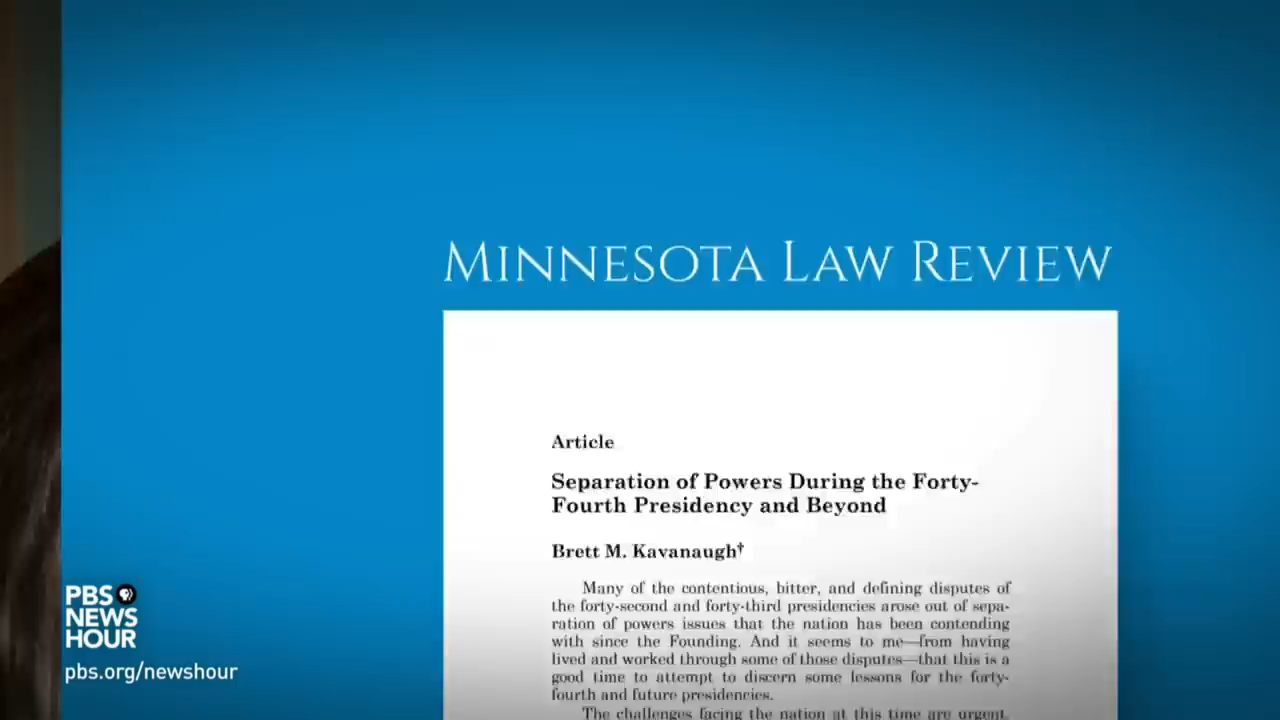 MINNESOTA LAW REVIEW
Article
Separation of Powers During the Forty-
Fourth Presidency and Beyond
Brett M. Kavanaugh†
Many of the contentious, bitter, and defining disputes of
the forty-second and forty-third presidencies arose out of sepa-
ration of powers issues that the nation has been contending
with since the Founding. And it seems to me—from having
lived and worked through some of those disputes—that this is a
good time to attempt to discern some lessons for the forty-
fourth and future presidencies.
The challenges facing the nation at this time are urgent.
PBS
NEWS
HOUR
pbs.org/newshour